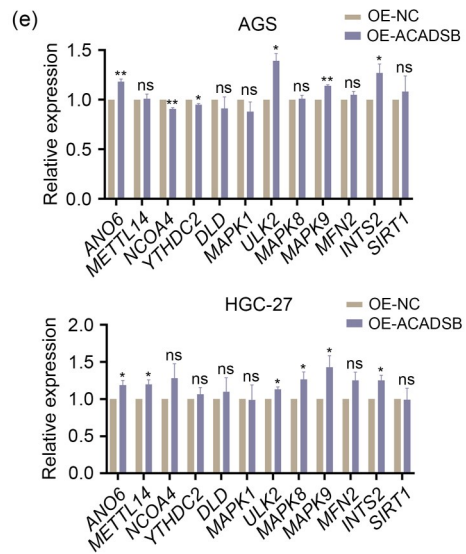 (e)
AGS
OE-NC
OE-ACADSB
Relative expression
1.5
1.0
0.5
0.0
** ns ** * ns ns * ns ** ns * ns
ANO6 METTL14 NCOA4 YTHDC2 DLD MAPK1 ULK2 MAPK8 MAPK9 MFN2 INTS2 SIRT1
HGC-27
OE-NC
OE-ACADSB
Relative expression
2.0
1.5
1.0
0.5
0.0
* * ns ns ns ns * * * ns * ns
ANO6 METTL14 NCOA4 YTHDC2 DLD MAPK1 ULK2 MAPK8 MAPK9 MFN2 INTS2 SIRT1